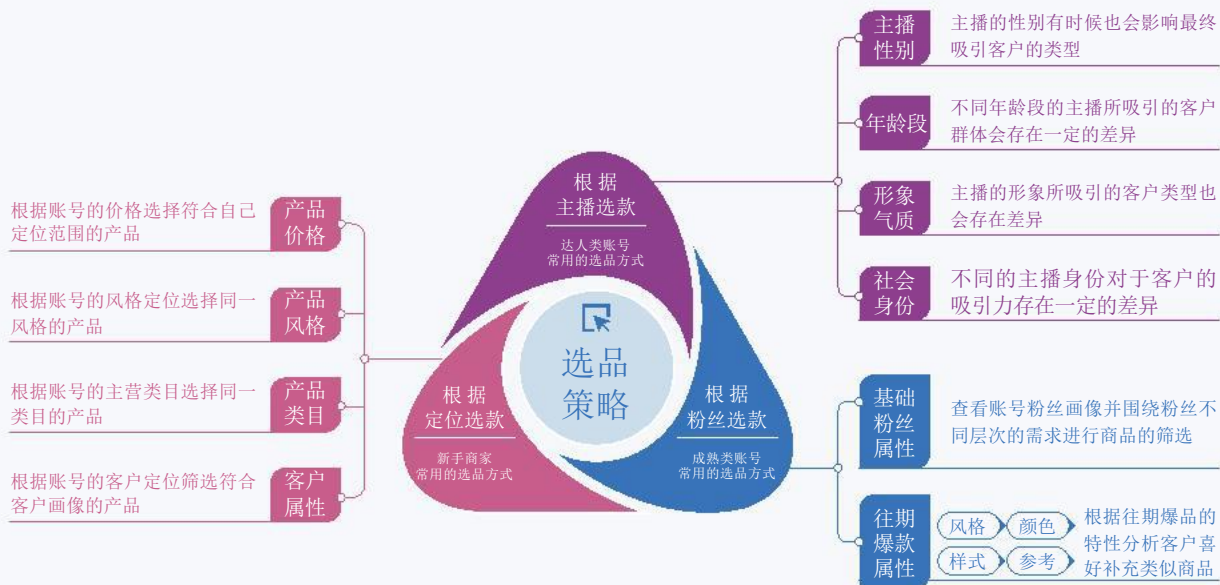 选品
策略
根据
主播选款
达人类账号
常用的选品方式
主播
性别
主播的性别有时候也会影响最终
吸引客户的类型
年龄段
不同年龄段的主播所吸引的客户
群体会存在一定的差异
形象
气质
主播的形象所吸引的客户类型也
会存在差异
社会
身份
不同的主播身份对于客户的
吸引力存在一定的差异
根据
定位选款
新手商家
常用的选品方式
产品
价格
根据账号的价格选择符合自己
定位范围的产品
产品
风格
根据账号的风格定位选择同一
风格的产品
产品
类目
根据账号的主营类目选择同一
类目的产品
客户
属性
根据账号的客户定位筛选符合
客户画像的产品
根据
粉丝选款
成熟类账号
常用的选品方式
基础
粉丝
属性
查看账号粉丝画像并围绕粉丝不
同层次的需求进行商品的筛选
往期
爆款
属性
风格
颜色
样式
参考
根据往期爆品的
特性分析客户喜
好补充类似商品